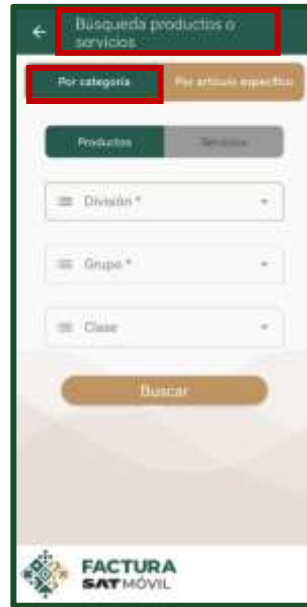 Búsqueda productos o
servicios
Por categoría
Por artículo específico
Productos
Servicios
División *
Grupo *
Clase
Buscar
FACTURA
SAT MÓVIL